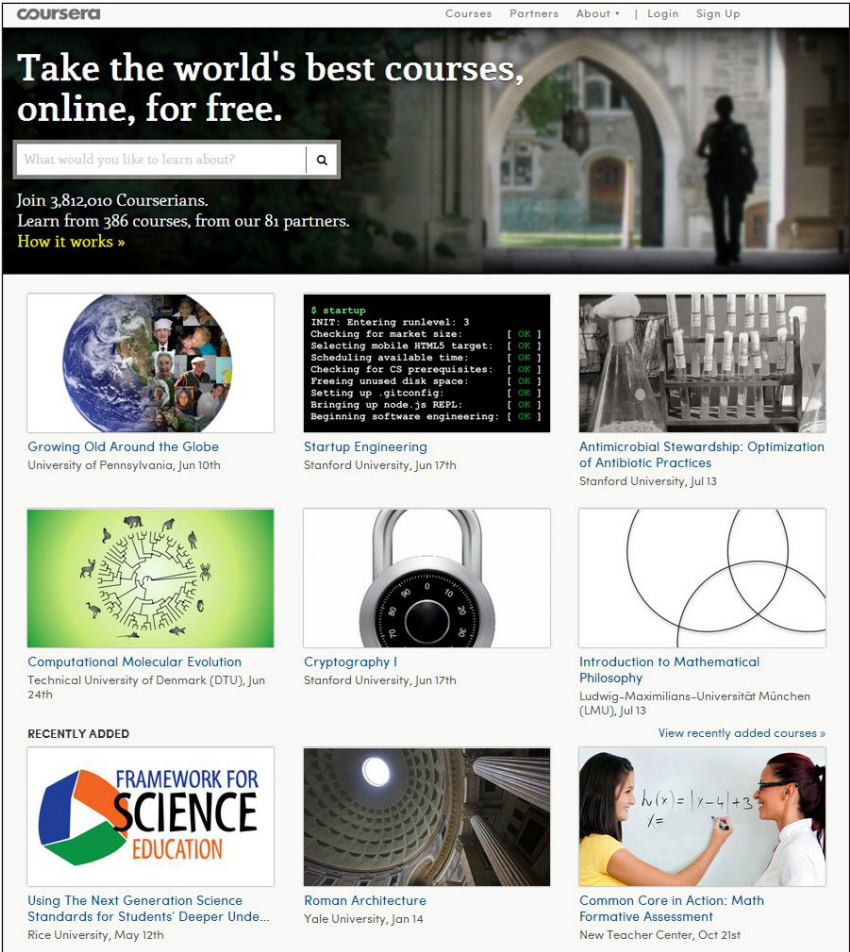 coursera
Courses Partners About ▾ | Login Sign Up
Take the world's best courses,
online, for free.
What would you like to learn about?
Join 3,812,010 Courserians.
Learn from 386 courses, from our 81 partners.
How it works »
$ startup
INIT: Entering runlevel: 3
Checking for market size: [ OK ]
Selecting mobile HTML5 target: [ OK ]
Scheduling available time: [ OK ]
Checking for CS prerequisites: [ OK ]
Freeing unused disk space: [ OK ]
Setting up .gitconfig: [ OK ]
Bringing up node.js REPL: [ OK ]
Beginning software engineering: [ OK ]
Growing Old Around the Globe
University of Pennsylvania, Jun 10th
Startup Engineering
Stanford University, Jun 17th
Antimicrobial Stewardship: Optimization
of Antibiotic Practices
Stanford University, Jul 13
80 90 0 10 20 30 70
Computational Molecular Evolution
Technical University of Denmark (DTU), Jun
24th
Cryptography I
Stanford University, Jun 17th
Introduction to Mathematical
Philosophy
Ludwig-Maximilians-Universität München
(LMU), Jul 13
RECENTLY ADDED
View recently added courses »
FRAMEWORK FOR
SCIENCE
EDUCATION
h(x) = |x-4| +3
x=
Using The Next Generation Science
Standards for Students' Deeper Unde...
Rice University, May 12th
Roman Architecture
Yale University, Jan 14
Common Core in Action: Math
Formative Assessment
New Teacher Center, Oct 21st